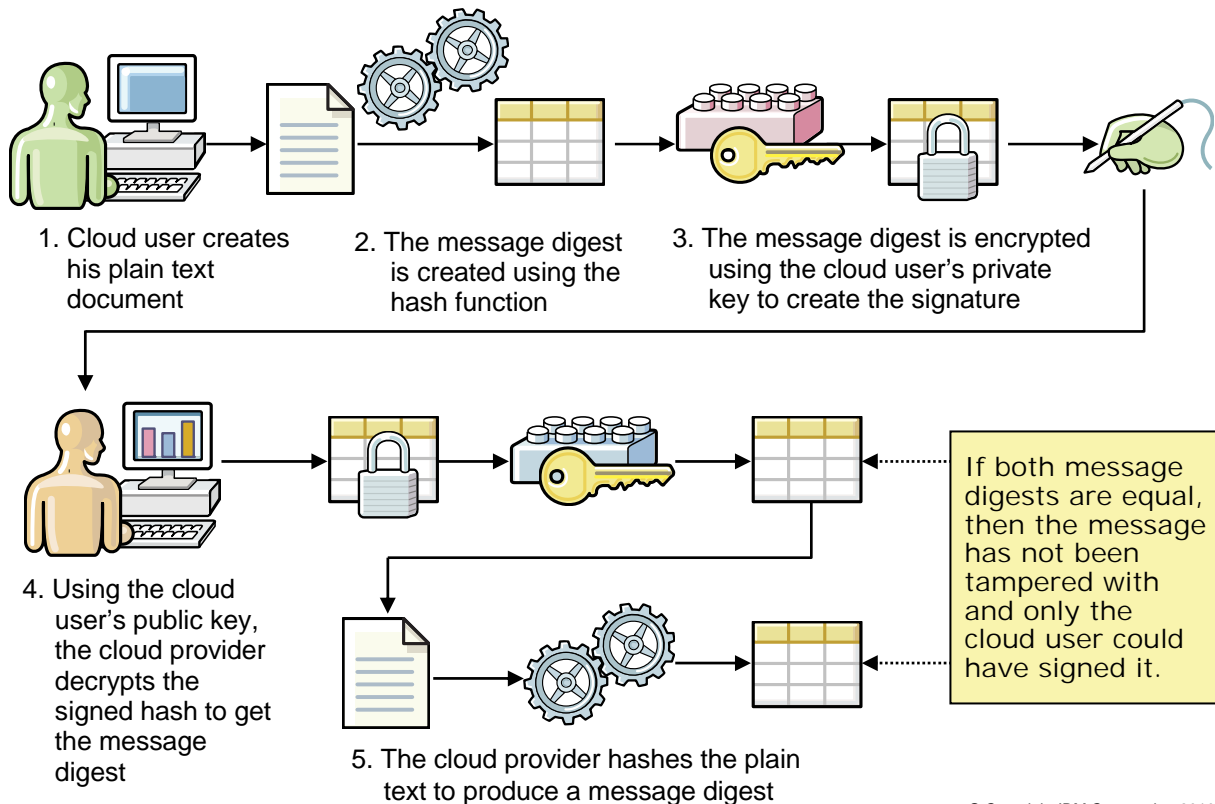 1. Cloud user creates
his plain text
document
2. The message digest
is created using the
hash function
3. The message digest is encrypted
using the cloud user's private
key to create the signature
4. Using the cloud
user's public key,
the cloud provider
decrypts the
signed hash to get
the message
digest
5. The cloud provider hashes the plain
text to produce a message digest
If both message
digests are equal,
then the message
has not been
tampered with
and only the
cloud user could
have signed it.